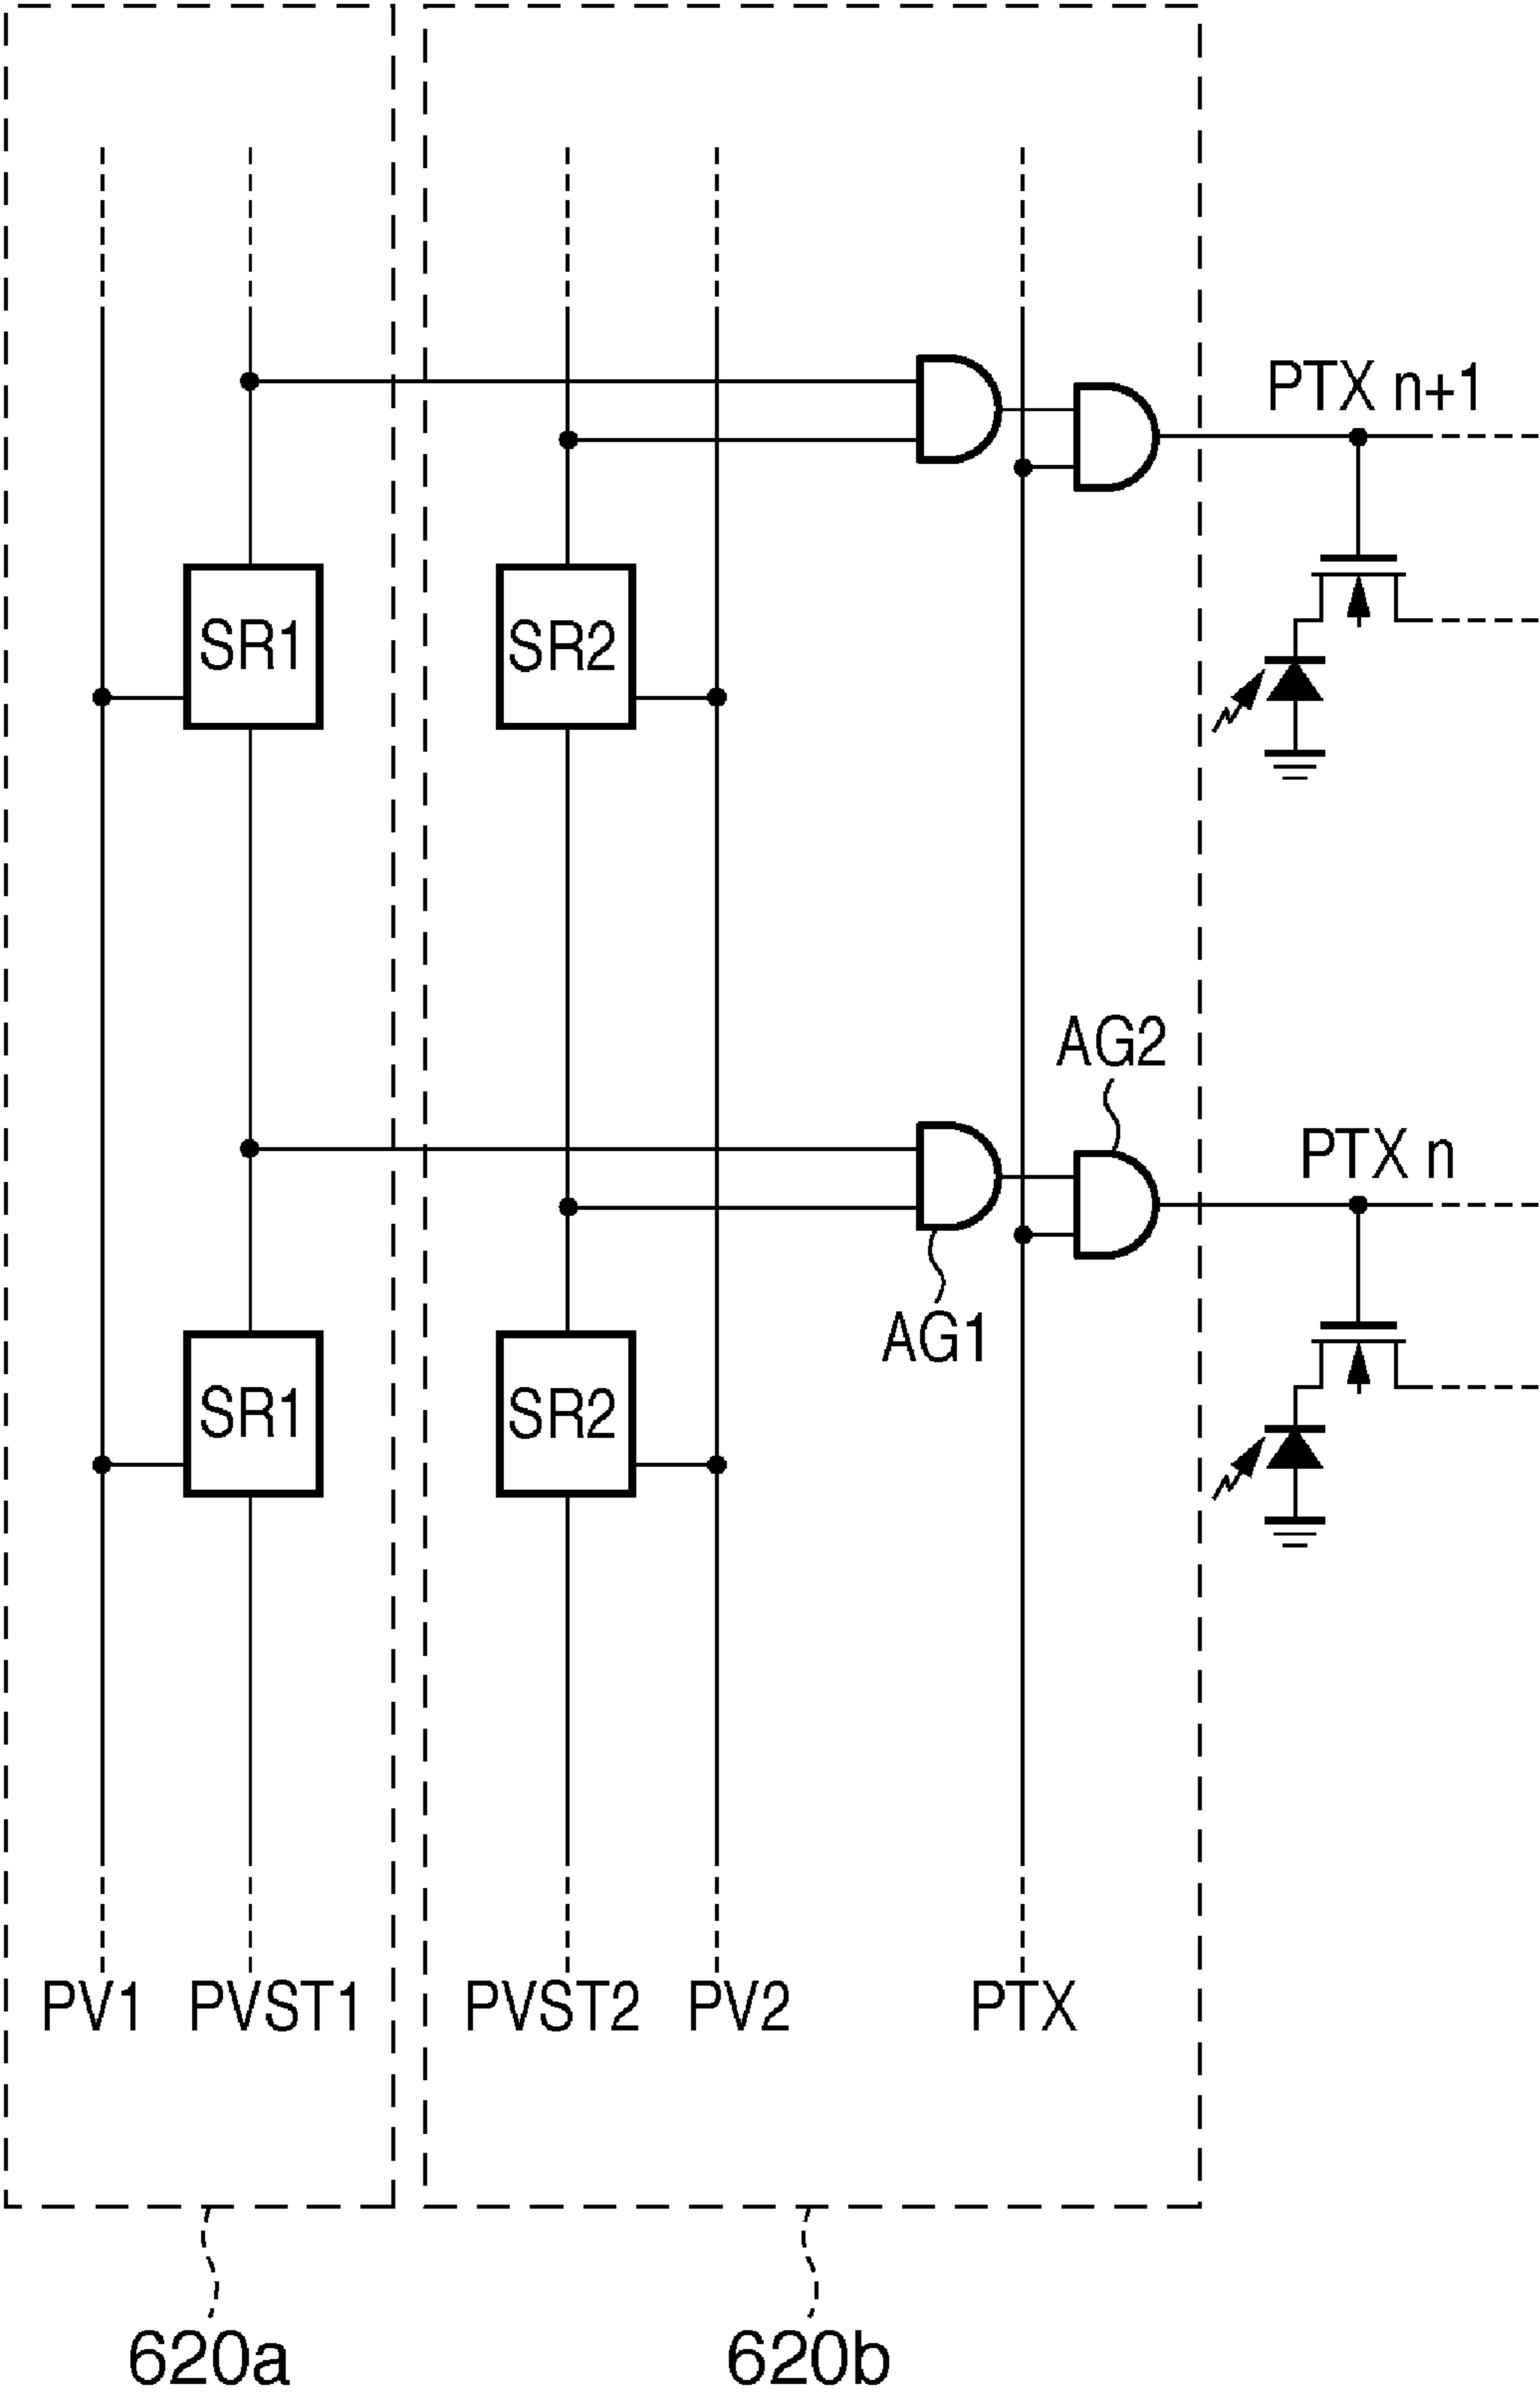 PTX n+1
SR1
SR2
AG2
PTX n
AG1
SR1
SR2
PV1
PVST1
PVST2
PV2
PTX
620a
620b